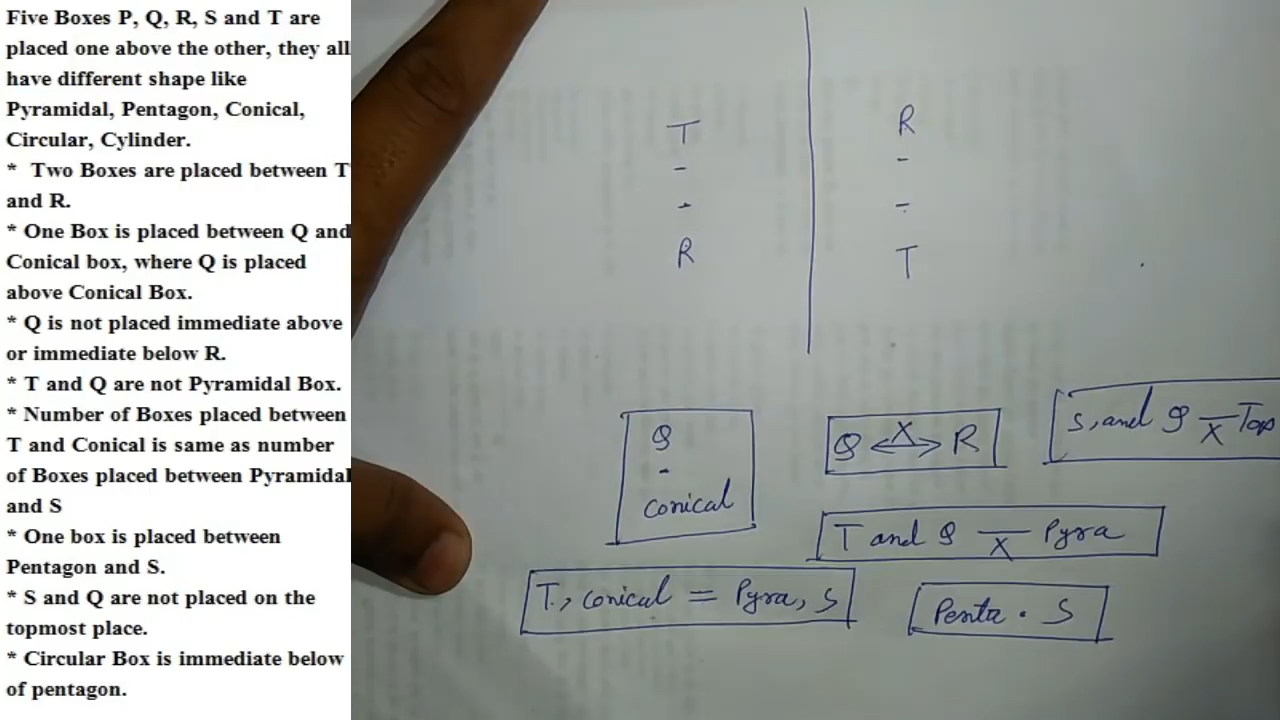 Five Boxes P, Q, R, S and T are
placed one above the other, they all
have different shape like
Pyramidal, Pentagon, Conical,
Circular, Cylinder.
* Two Boxes are placed between T
and R.
* One Box is placed between Q and
Conical box, where Q is placed
above Conical Box.
* Q is not placed immediate above
or immediate below R.
* T and Q are not Pyramidal Box.
* Number of Boxes placed between
T and Conical is same as number
of Boxes placed between Pyramidal
and S
* One box is placed between
Pentagon and S.
* S and Q are not placed on the
topmost place.
* Circular Box is immediate below
of pentagon.
T
-
-
R
R
-
-
T
Q
-
conical
Q <-X-> R
S, and Q —X Top
T and Q —X Pyra
T, conical = Pyra, S
Penta . S